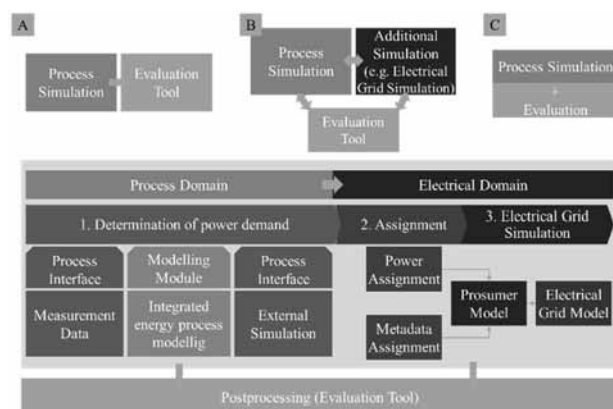 A
Process
Simulation
Evaluation
Tool
B
Process
Simulation
Additional
Simulation
(e.g. Electrical
Grid Simulation)
Evaluation
Tool
C
Process Simulation
+
Evaluation
Process Domain
Electrical Domain
1. Determination of power demand
2. Assignment
3. Electrical Grid
Simulation
Process
Interface
Modelling
Module
Process
Interface
Measurement
Data
Integrated
energy process
modellig
External
Simulation
Power
Assignment
Metadata
Assignment
Prosumer
Model
Electrical
Grid Model
Postprocessing (Evaluation Tool)